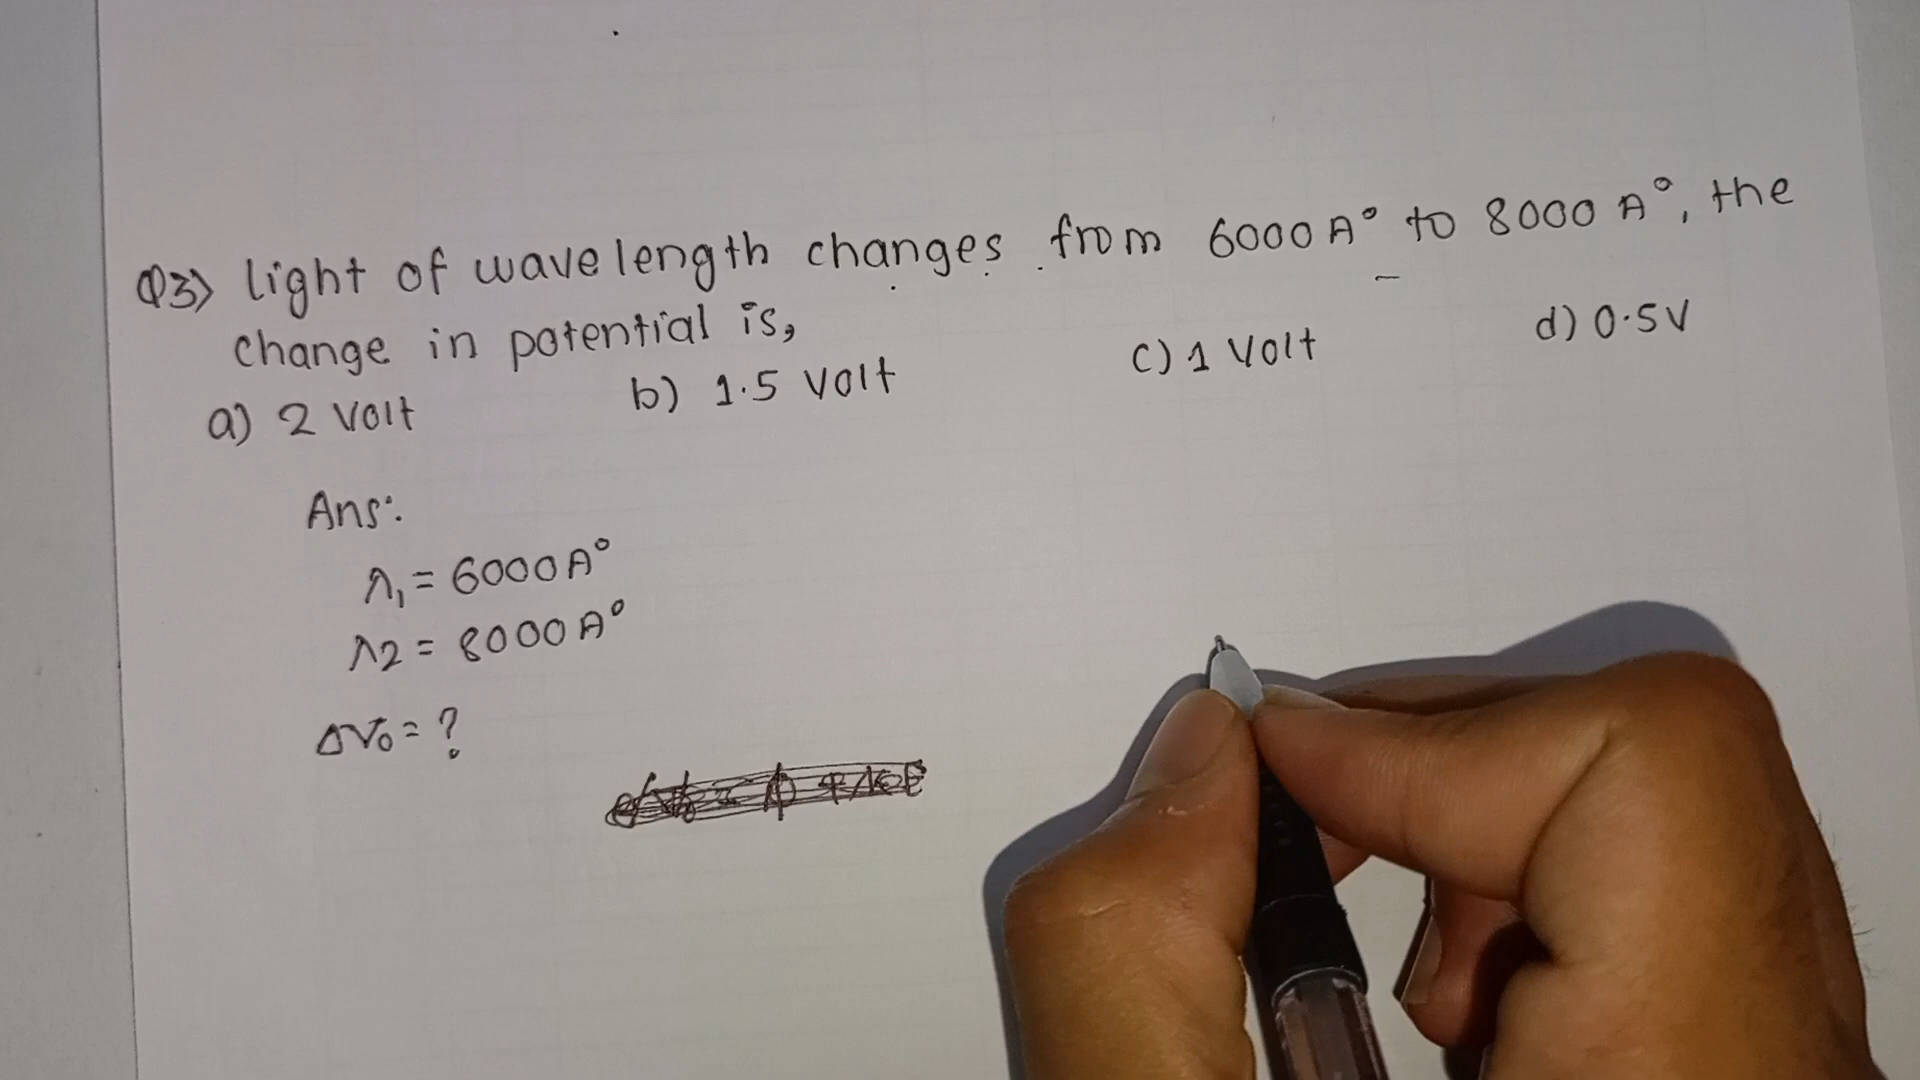 Q3) light of wavelength changes from 6000 A° to 8000 A°, the
change in potential is,
a) 2 Volt b) 1.5 Volt c) 1 Volt d) 0.5V
Ans:
λ₁ = 6000 A°
λ2 = 8000 A°
ΔV₀ = ?